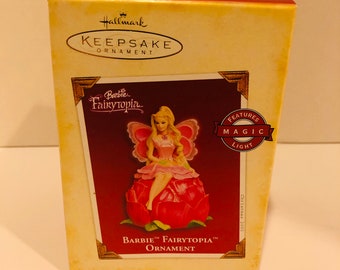 Hallmark
KEEPSAKE
ORNAMENT
Barbie
Fairytopia
FEATURES
MAGIC
LIGHT
BARBIE™ FAIRYTOPIA™
ORNAMENT